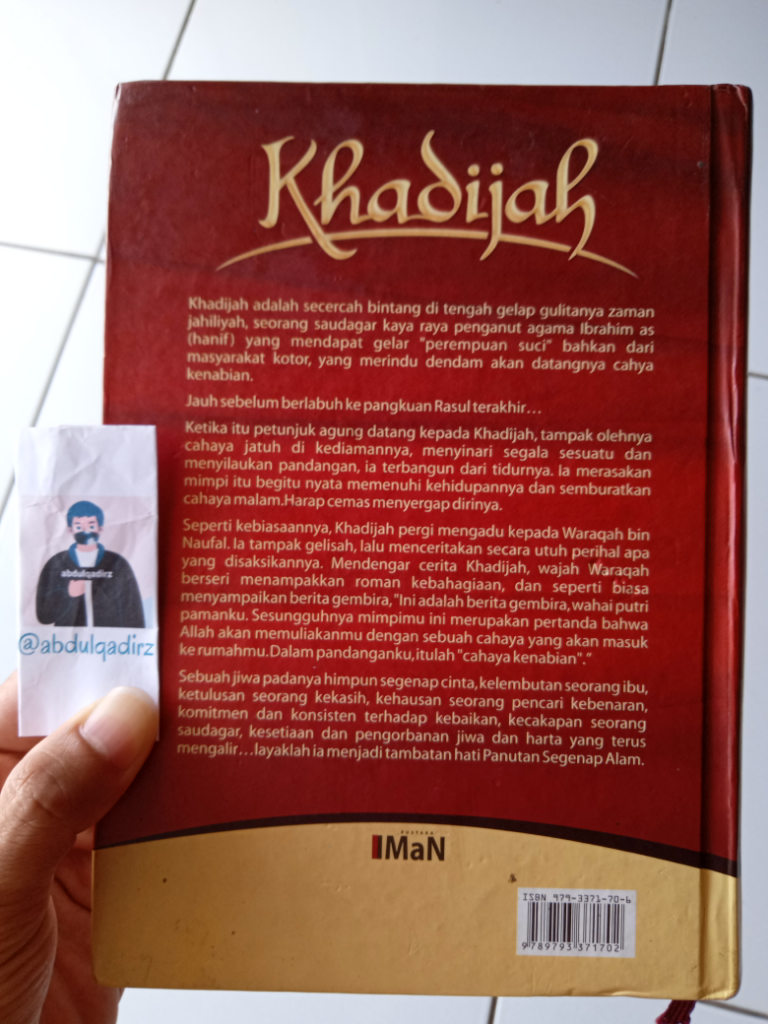 Khadijah
Khadijah adalah secercah bintang di tengah gelap gulitanya zaman
jahiliyah, seorang saudagar kaya raya penganut agama Ibrahim as
(hanif) yang mendapat gelar "perempuan suci" bahkan dari
masyarakat kotor, yang merindu dendam akan datangnya cahya
kenabian.
Jauh sebelum berlabuh ke pangkuan Rasul terakhir...
Ketika itu petunjuk agung datang kepada Khadijah, tampak olehnya
cahaya jatuh di kediamannya, menyinari segala sesuatu dan
menyilaukan pandangan, ia terbangun dari tidurnya. Ia merasakan
mimpi itu begitu nyata memenuhi kehidupannya dan semburatkan
cahaya malam.Harap cemas menyergap dirinya.
Seperti kebiasaannya, Khadijah pergi mengadu kepada Waraqah bin
Naufal. Ia tampak gelisah, lalu menceritakan secara utuh perihal apa
yang disaksikannya. Mendengar cerita Khadijah, wajah Waraqah
berseri menampakkan roman kebahagiaan, dan seperti biasa
menyampaikan berita gembira, "Ini adalah berita gembira, wahai putri
pamanku. Sesungguhnya mimpimu ini merupakan pertanda bahwa
Allah akan memuliakanmu dengan sebuah cahaya yang akan masuk
ke rumahmu. Dalam pandanganku, itulah "cahaya kenabian"."
Sebuah jiwa padanya himpun segenap cinta, kelembutan seorang ibu,
ketulusan seorang kekasih, kehausan seorang pencari kebenaran,
komitmen dan konsisten terhadap kebaikan, kecakapan seorang
saudagar, kesetiaan dan pengorbanan jiwa dan harta yang terus
mengalir...layaklah ia menjadi tambatan hati Panutan Segenap Alam.
abdulqadirz
@abdulqadirz
PUSTAKA
IIMaN
ISBN 979-3371-70-6
9 789793 371702